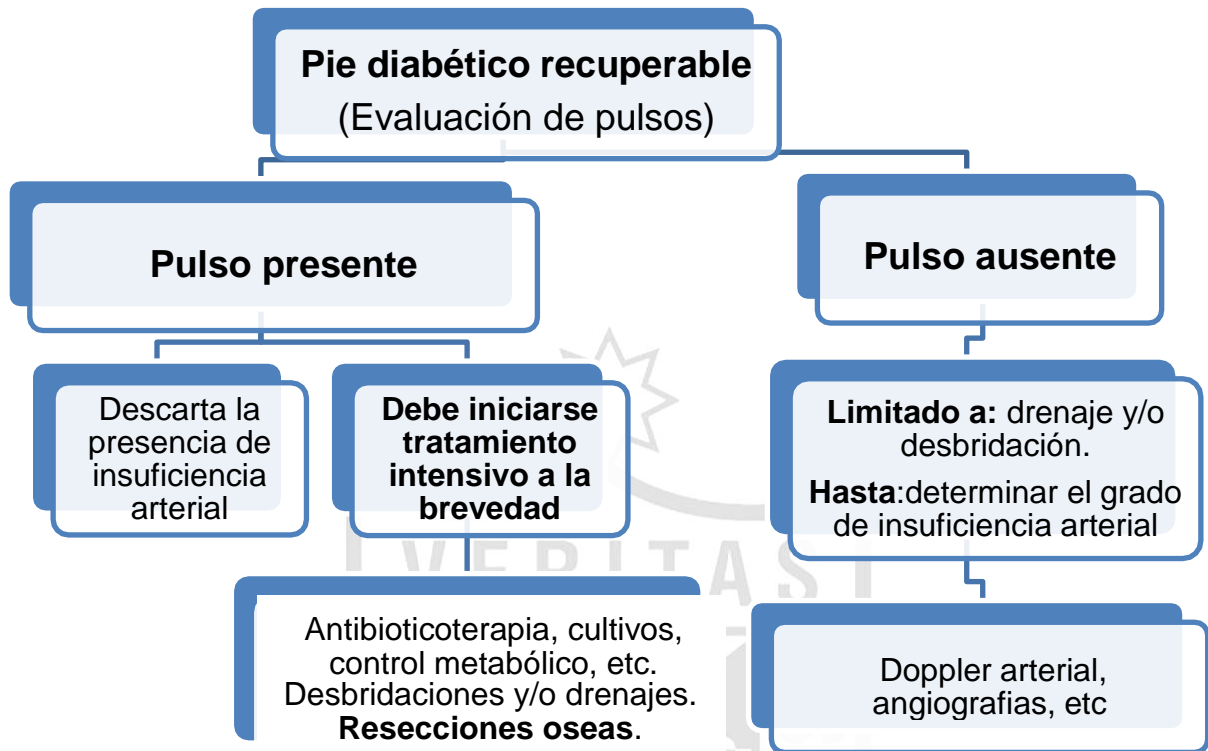 Pie diabético recuperable
(Evaluación de pulsos)
Pulso presente
Pulso ausente
Descarta la
presencia de
insuficiencia
arterial
Debe iniciarse
tratamiento
intensivo a la
brevedad
Limitado a: drenaje y/o
desbridación.
Hasta:determinar el grado
de insuficiencia arterial
VERITAS
Antibioticoterapia, cultivos,
control metabólico, etc.
Desbridaciones y/o drenajes.
Resecciones oseas.
Doppler arterial,
angiografias, etc